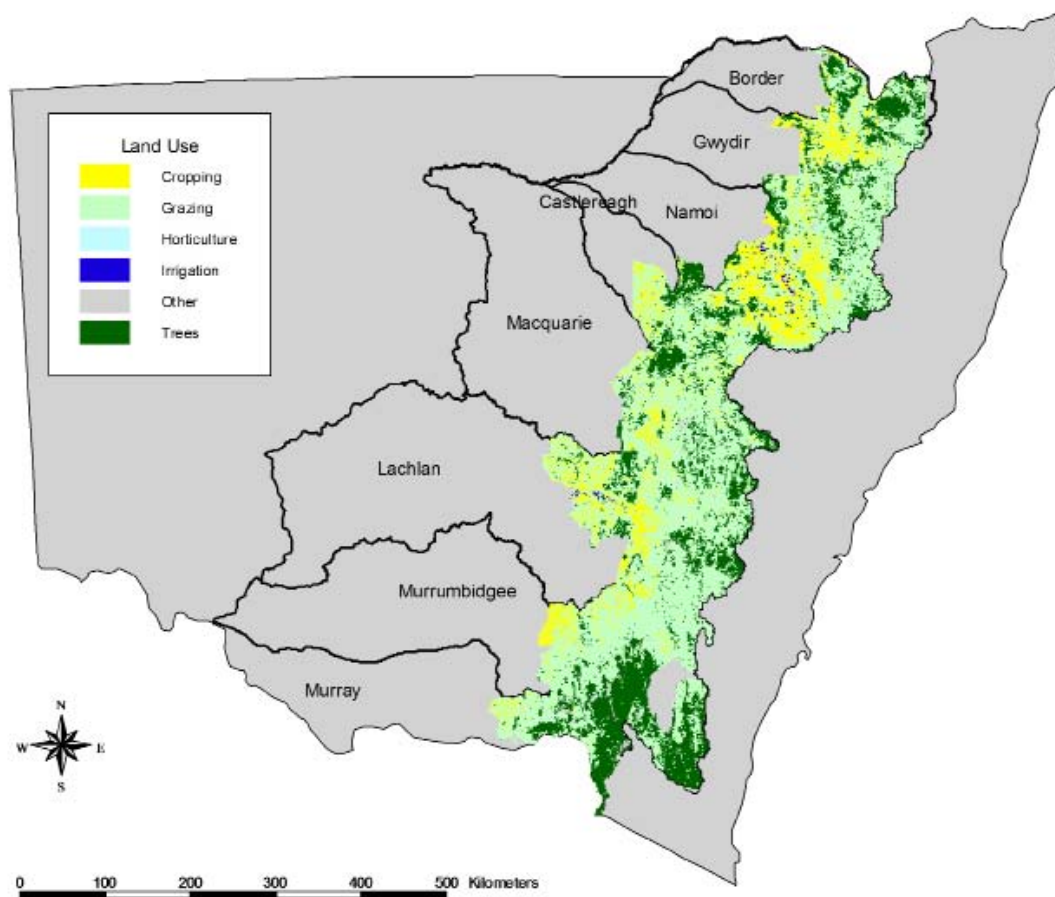 Border
Gwydir
Land Use
Cropping
Grazing
Horticulture
Irrigation
Other
Trees
Castlereagh
Namoi
Macquarie
Lachlan
Murrumbidgee
Murray
N
W E
S
0 100 200 300 400 500 Kilometers